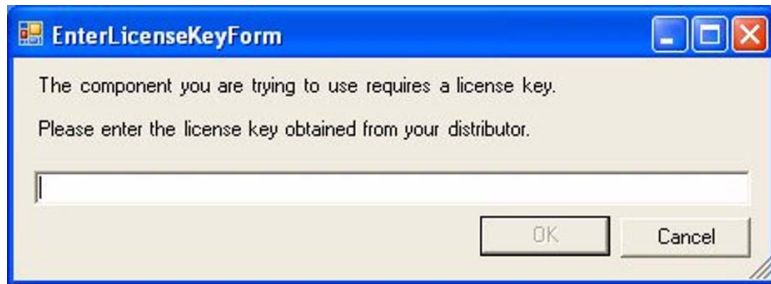 EnterLicenseKeyForm
The component you are trying to use requires a license key.
Please enter the license key obtained from your distributor.
OK Cancel